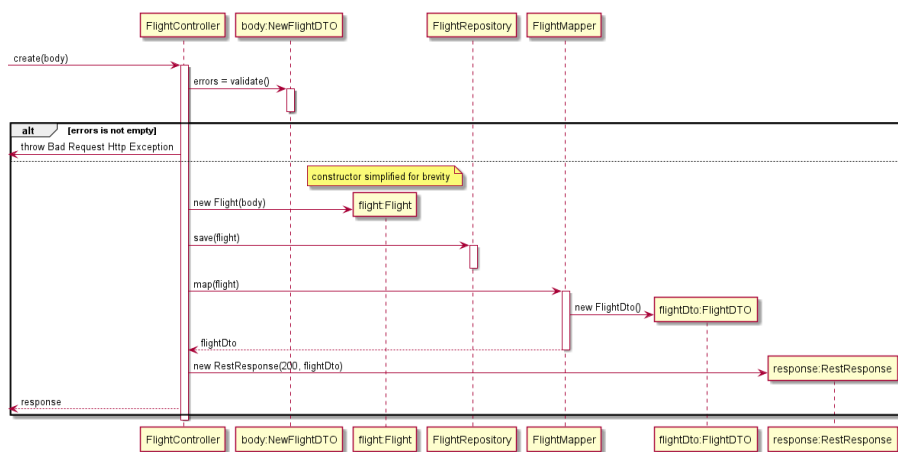 FlightController
body:NewFlightDTO
FlightRepository
FlightMapper
create(body)
errors = validate()
alt
[errors is not empty]
throw Bad Request Http Exception
constructor simplified for brevity
new Flight(body)
flight:Flight
save(flight)
map(flight)
new FlightDto()
flightDto:FlightDTO
flightDto
new RestResponse(200, flightDto)
response:RestResponse
response
FlightController
body:NewFlightDTO
flight:Flight
FlightRepository
FlightMapper
flightDto:FlightDTO
response:RestResponse